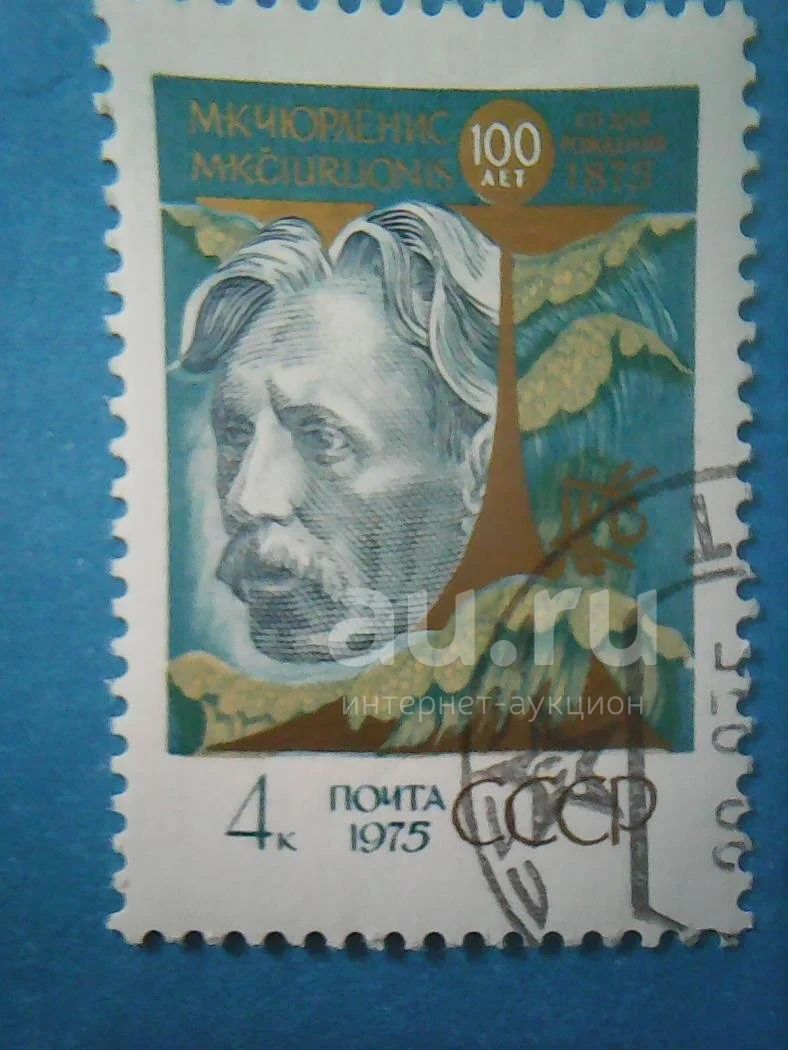 М·К ЧЮРЛЁНИС
M·K·ČIURLIONIS
100
ЛЕТ
СО ДНЯ
РОЖДЕНИЯ
1875
au.ru
интернет-аукцион
4к
ПОЧТА
1975
СССР